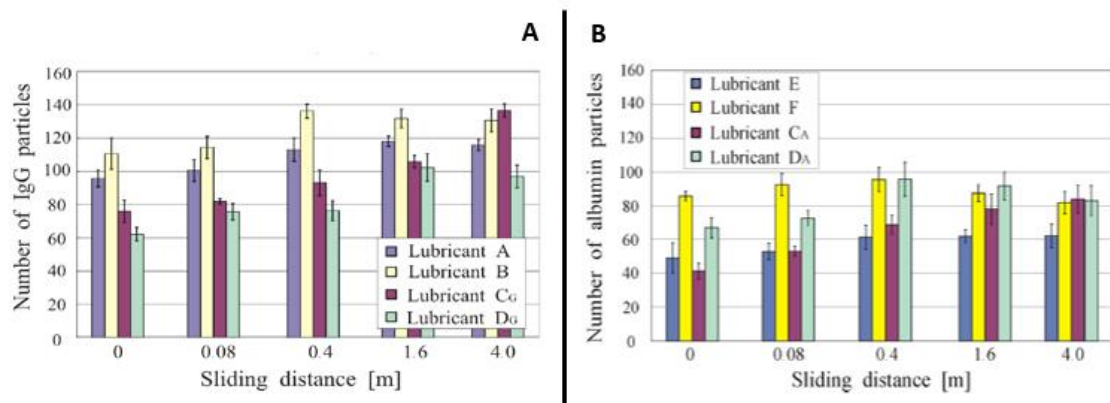 A
Number of IgG particles
160
140
120
100
80
60
40
20
0
Lubricant A
Lubricant B
Lubricant CG
Lubricant DG
0 0.08 0.4 1.6 4.0
Sliding distance [m]
B
Number of albumin particles
160
140
120
100
80
60
40
20
0
Lubricant E
Lubricant F
Lubricant CA
Lubricant DA
0 0.08 0.4 1.6 4.0
Sliding distance [m]